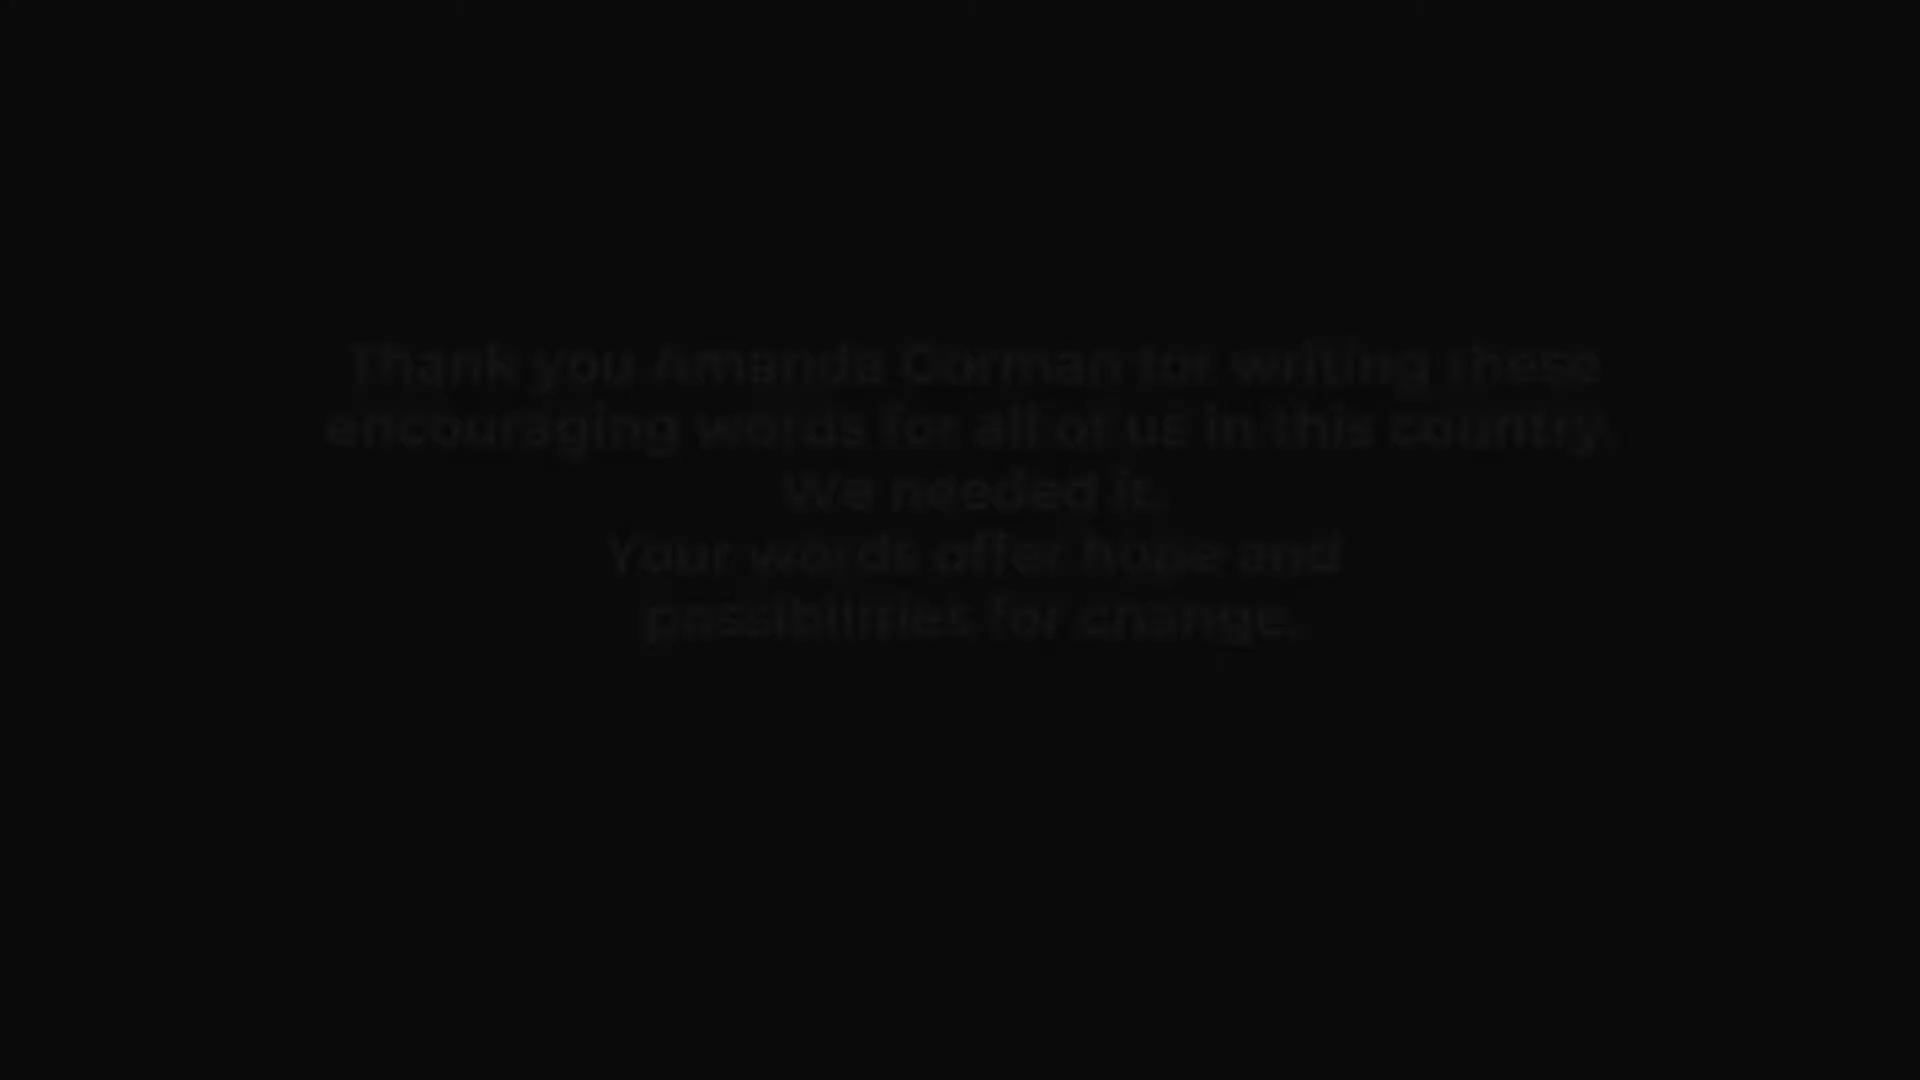 Thank you Amanda Gorman for writing these
encouraging words for all of us in this country.
We needed it.
Your words offer hope and
possibilities for change.